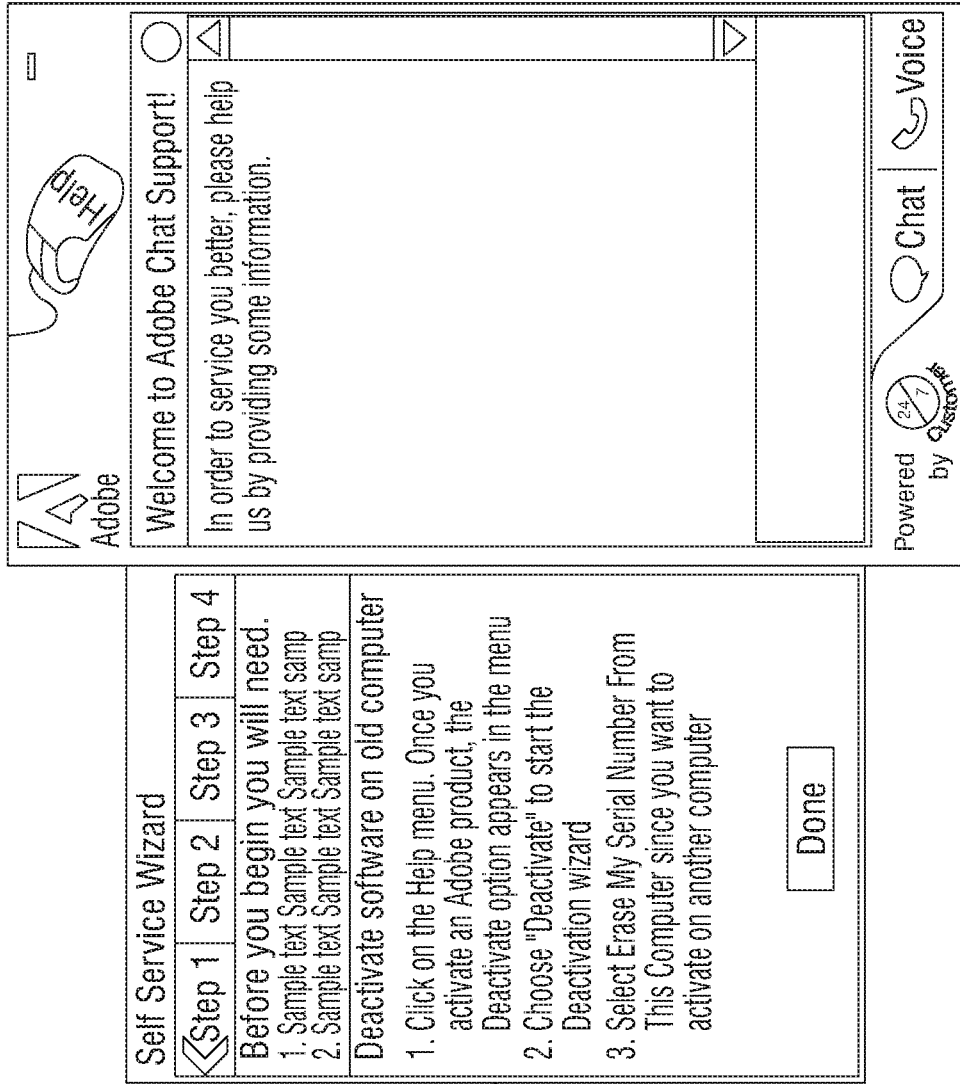 Self Service Wizard
Step 1 Step 2 Step 3 Step 4
Before you begin you will need.
1. Sample text Sample text Sample text samp
2. Sample text Sample text Sample text samp
Deactivate software on old computer
1. Click on the Help menu. Once you
activate an Adobe product, the
Deactivate option appears in the menu
2. Choose "Deactivate" to start the
Deactivation wizard
3. Select Erase My Serial Number From
This Computer since you want to
activate on another computer
Done
Adobe
Help
Welcome to Adobe Chat Support!
In order to service you better, please help
us by providing some information.
Powered
by
24/7
Customer
Chat
Voice